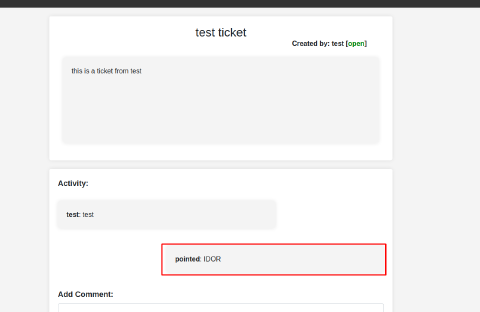 test ticket
Created by: test [open]
this is a ticket from test
Activity:
test: test
pointed: IDOR
Add Comment: